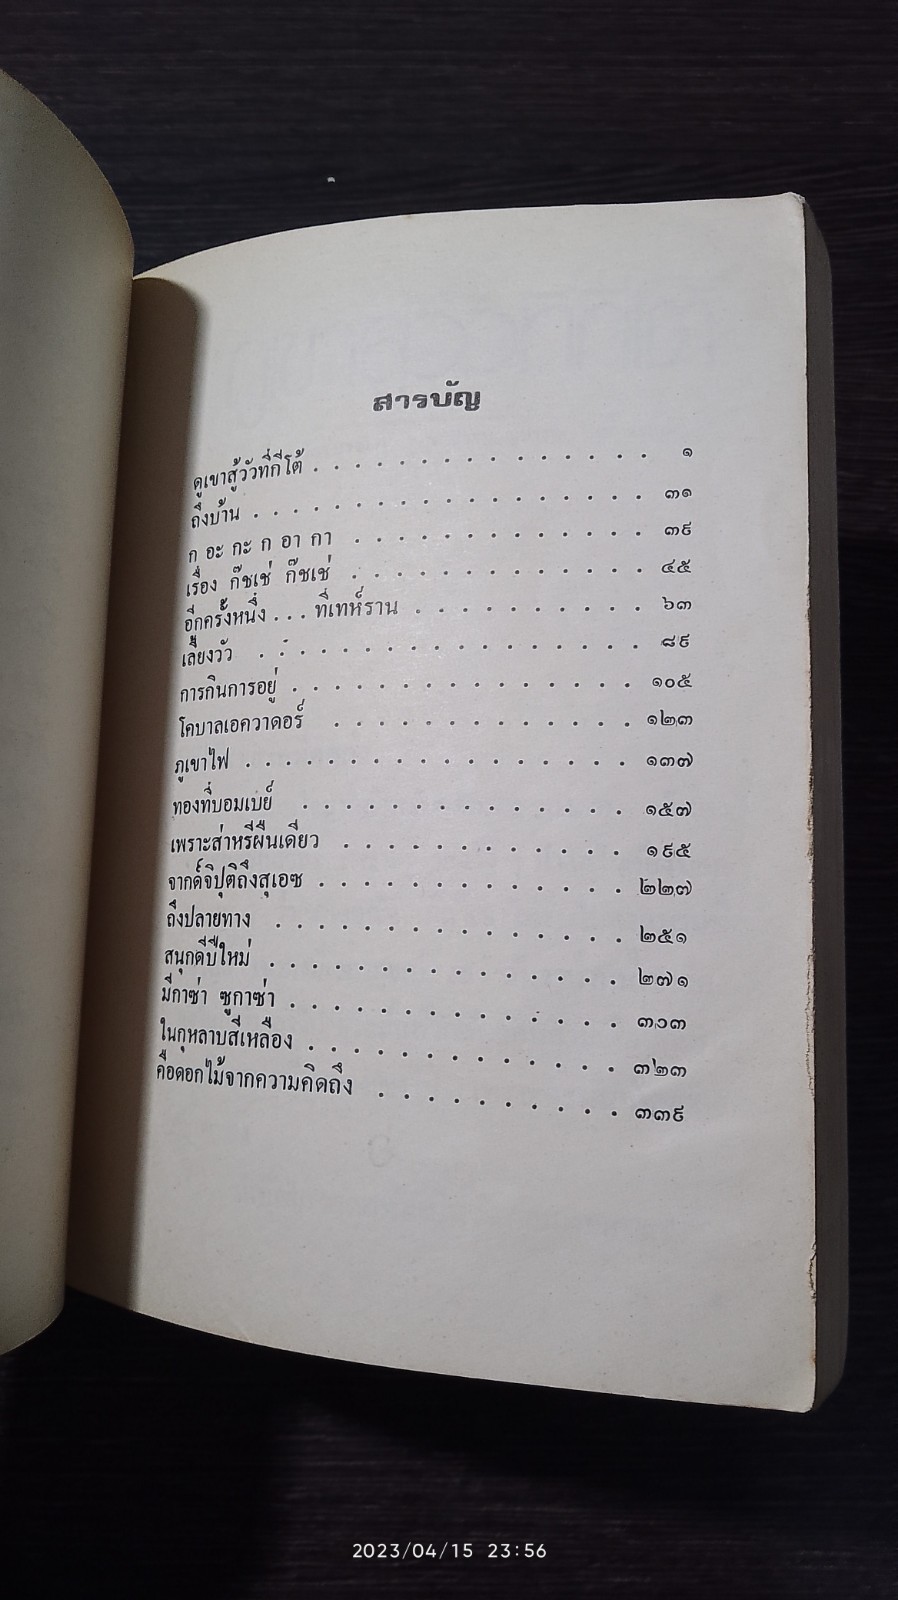 สารบัญ
ดูเขาสู้วัวที่กีโต้ . . . . . . . . . . . . . . . ๑
ถึงบ้าน . . . . . . . . . . . . . . . . . . ๓๑
ก อะ กะ ก อา กา . . . . . . . . . . . . . . ๓๙
เรื่อง ก๊ชเช่ ก๊ชเช่ . . . . . . . . . . . . . . ๔๕
อีกครั้งหนึ่ง . . . ที่เทห์ราน . . . . . . . . . . . ๖๓
เลี้ยงวัว . . . . . . . . . . . . . . . . . . ๘๙
การกินการอยู่ . . . . . . . . . . . . . . . . ๑๐๕
โคบาลเอควาดอร์ . . . . . . . . . . . . . . ๑๒๓
ภูเขาไฟ . . . . . . . . . . . . . . . . . . ๑๓๗
ทองที่บอมเบย์ . . . . . . . . . . . . . . . ๑๕๗
เพราะส่าหรีผืนเดียว . . . . . . . . . . . . . ๑๙๕
จากด์จิปุติถึงสุเอซ . . . . . . . . . . . . . . ๒๒๗
ถึงปลายทาง . . . . . . . . . . . . . . . . ๒๕๑
สนุกดีบีใหม่ . . . . . . . . . . . . . . . . ๒๗๑
มีกาซ่า ซูกาซ่า . . . . . . . . . . . . . . . ๓๐๓
ในกุหลาบสีเหลือง . . . . . . . . . . . . . . ๓๒๓
คือดอกไม้จากความคิดถึง . . . . . . . . . . . ๓๓๙
2023/04/15 23:56